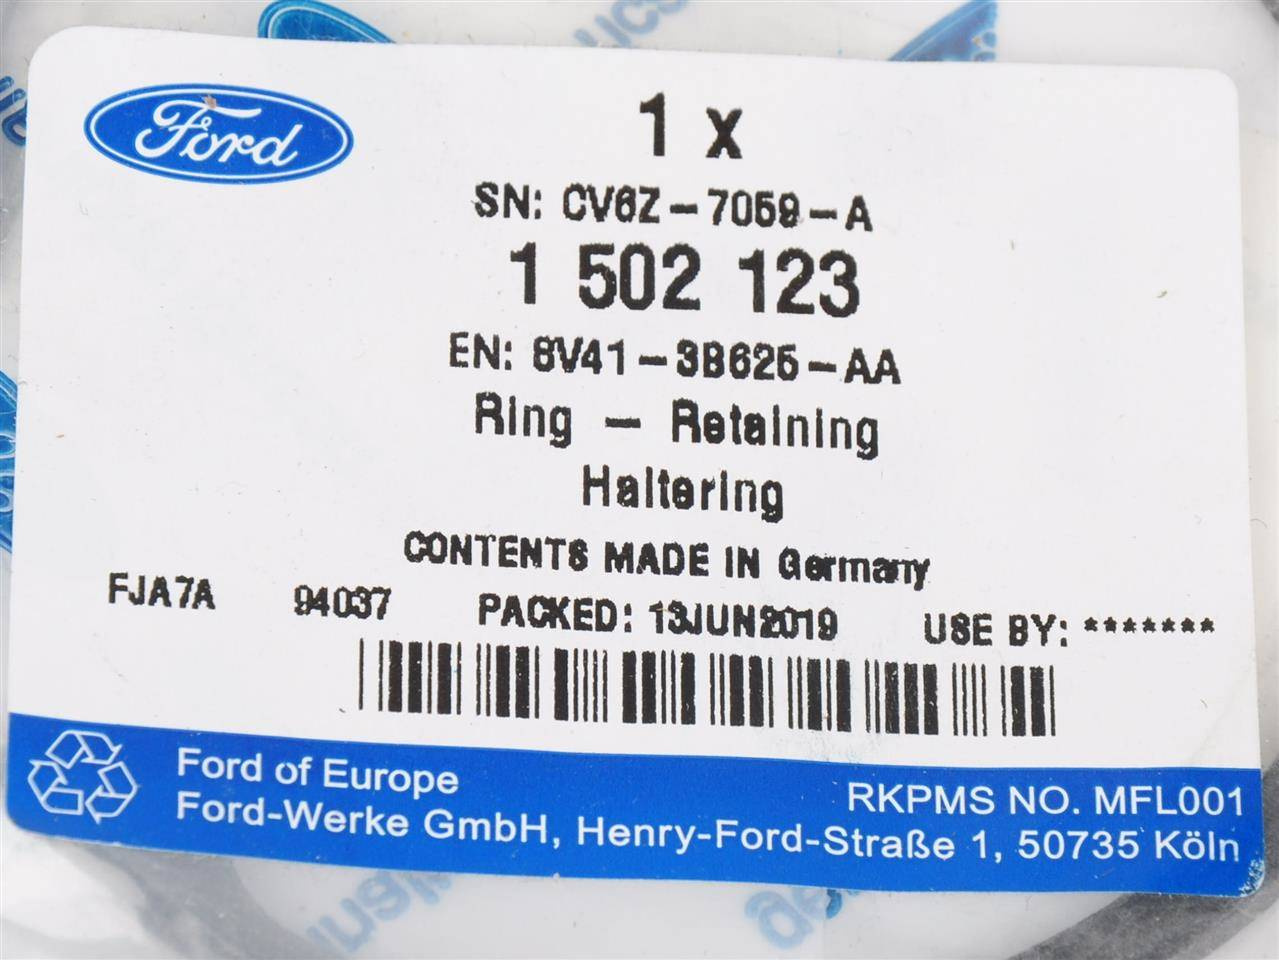 Ford
1 x
SN: CV6Z-7059-A
1 502 123
EN: 8V41-3B625-AA
Ring - Retaining
Haltering
CONTENTS MADE IN Germany
FJA7A 94037 PACKED: 13JUN2019 USE BY: *******
Ford of Europe
RKPMS NO. MFL001
Ford-Werke GmbH, Henry-Ford-Straße 1, 50735 Köln